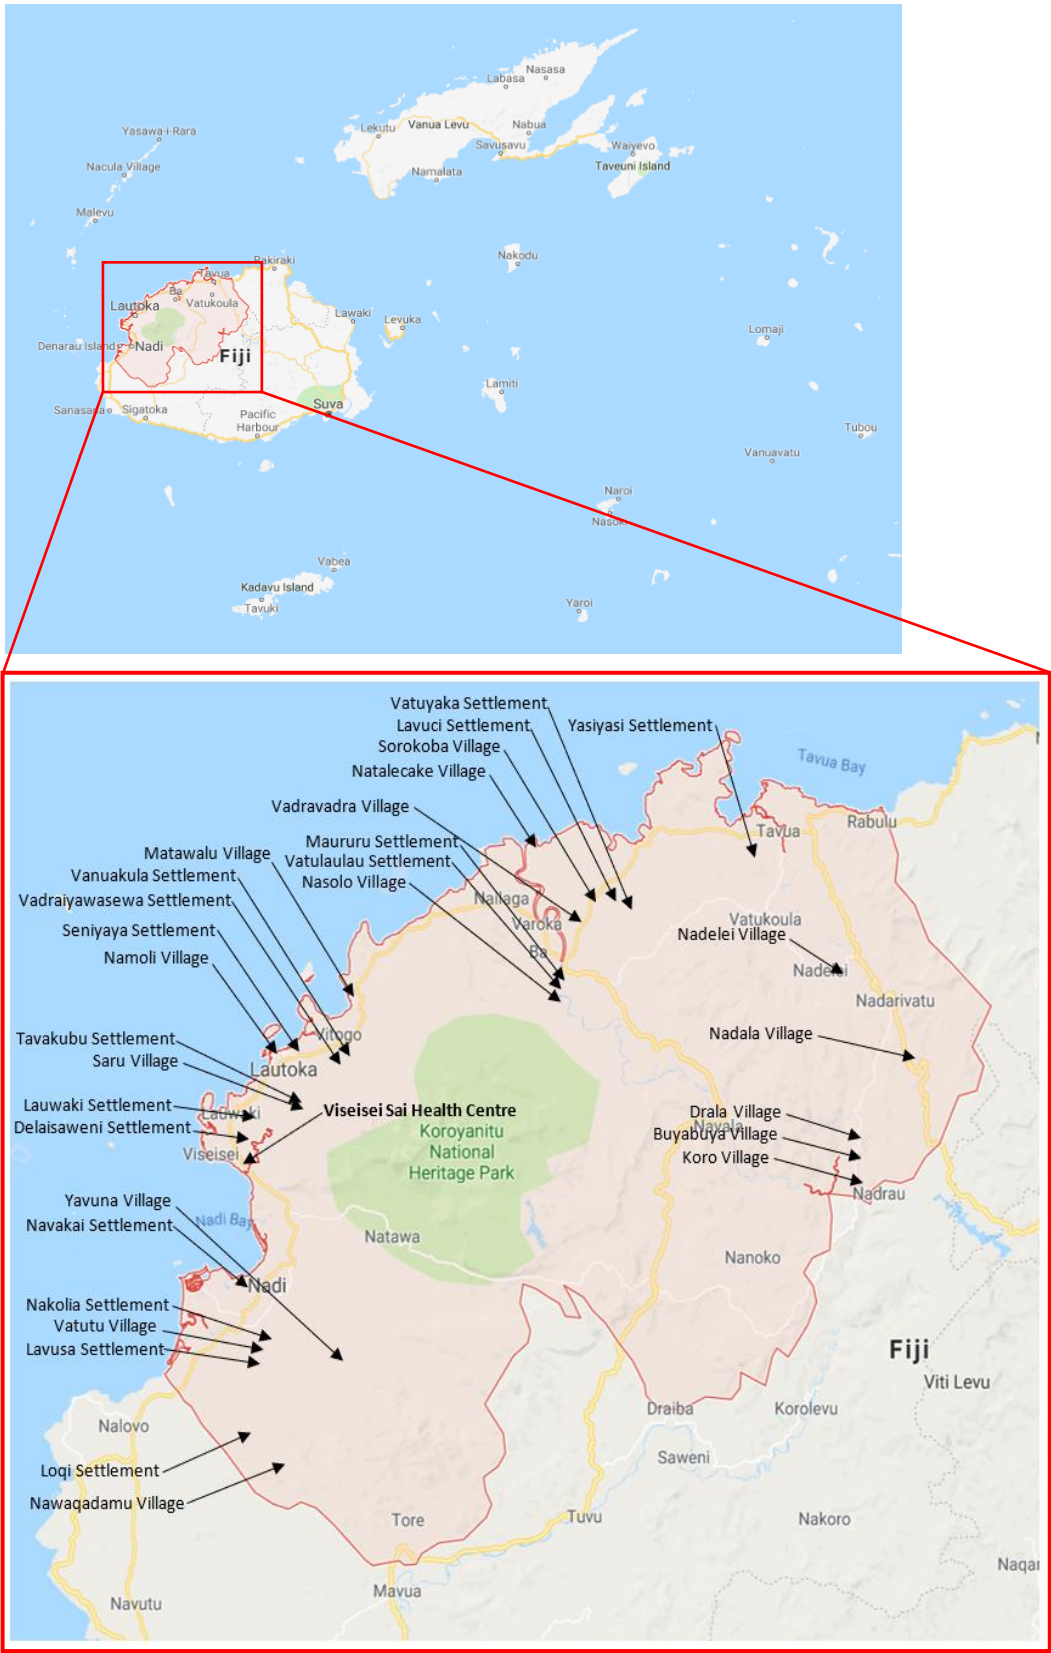 Nasasa
Labasa
Lekutu
Vanua Levu
Nabua
Yasawa-i-Rara
Savusavu
Waiyevo
Nacula Village
Namalata
Taveuni Island
Malevu
Nakodu
Rakiraki
Tavua
Ba
Vatukoula
Lautoka
Lawaki
Levuka
Lomaji
Denarau Island
Nadi
Fiji
Lamiti
Suva
Sanasana
Sigatoka
Pacific
Harbour
Tubou
Vanuavatu
Naroi
Nasoki
Vabea
Kadavu Island
Tavuki
Yaroi
Vatuyaka Settlement
Lavuci Settlement
Yasiyasi Settlement
Sorokoba Village
Tavua Bay
Natalecake Village
Vadravadra Village
Rabulu
Tavua
Maururu Settlement
Matawalu Village
Vatulaulau Settlement
Vanuakula Settlement
Nasolo Village
Vadraiyawasewa Settlement
Nailaga
Varoka
Vatukoula
Seniyaya Settlement
Nadelei Village
Ba
Namoli Village
Nadelei
Nadarivatu
Vitogo
Nadala Village
Tavakubu Settlement
Saru Village
Lautoka
Lauwaki Settlement
Lauwaki
Viseisei Sai Health Centre
Drala Village
Delaisaweni Settlement
Koroyanitu
National
Heritage Park
Navala
Buyabuya Village
Viseisei
Koro Village
Nadrau
Yavuna Village
Nadi Bay
Navakai Settlement
Natawa
Nanoko
Nadi
Nakolia Settlement
Vatutu Village
Lavusa Settlement
Fiji
Viti Levu
Draiba
Korolevu
Nalovo
Saweni
Loqi Settlement
Nawaqadamu Village
Tore
Tuvu
Nakoro
Naqar
Mavua
Navutu